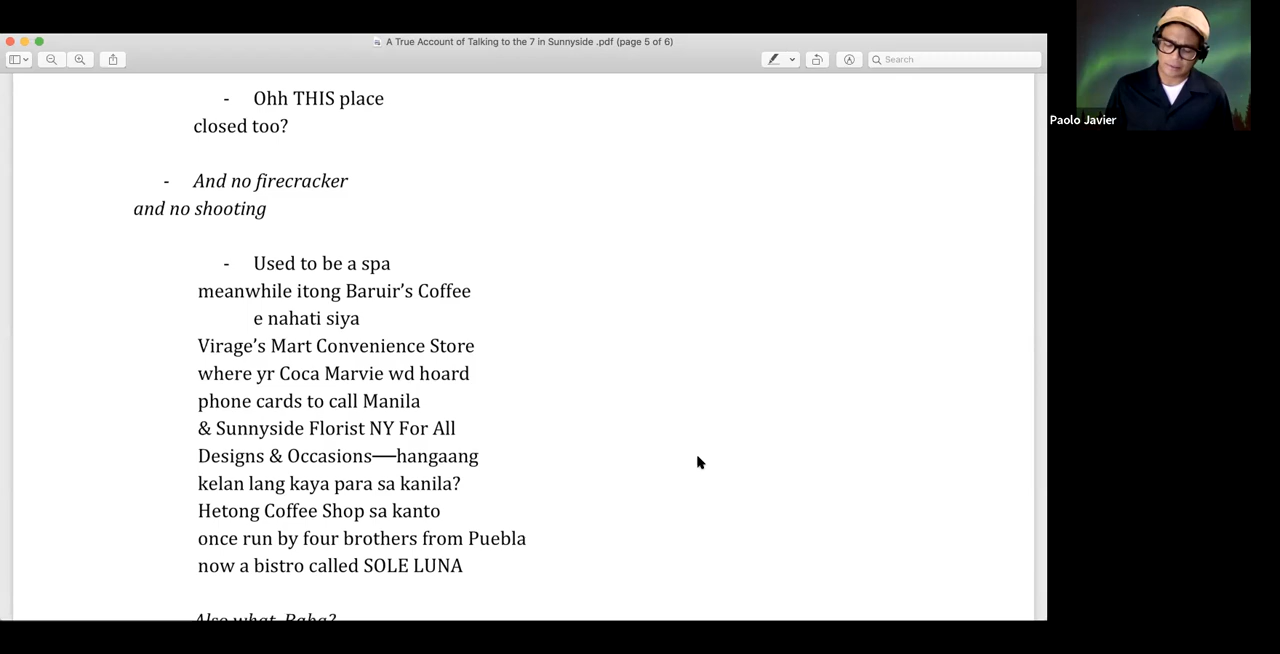 A True Account of Talking to the 7 in Sunnyside .pdf (page 5 of 6)
Search
- Ohh THIS place
closed too?
- And no firecracker
and no shooting
- Used to be a spa
meanwhile itong Baruir’s Coffee
e nahati siya
Virage’s Mart Convenience Store
where yr Coca Marvie wd hoard
phone cards to call Manila
& Sunnyside Florist NY For All
Designs & Occasions──hangaang
kelan lang kaya para sa kanila?
Hetong Coffee Shop sa kanto
once run by four brothers from Puebla
now a bistro called SOLE LUNA
Also what, Baba?
Paolo Javier